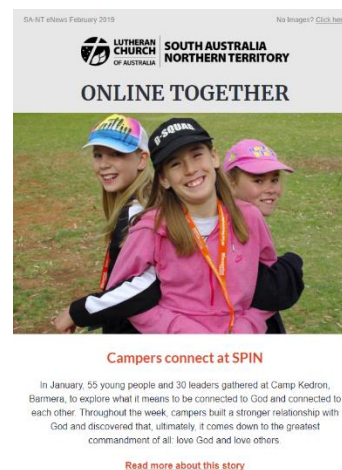 SA-NT eNews February 2019
No Images? Click here
LUTHERAN
CHURCH
OF AUSTRALIA
SOUTH AUSTRALIA
NORTHERN TERRITORY
ONLINE TOGETHER
G-SQUAD
Campers connect at SPIN
In January, 55 young people and 30 leaders gathered at Camp Kedron,
Barmera, to explore what it means to be connected to God and connected to
each other. Throughout the week, campers built a stronger relationship with
God and discovered that, ultimately, it comes down to the greatest
commandment of all: love God and love others.
Read more about this story